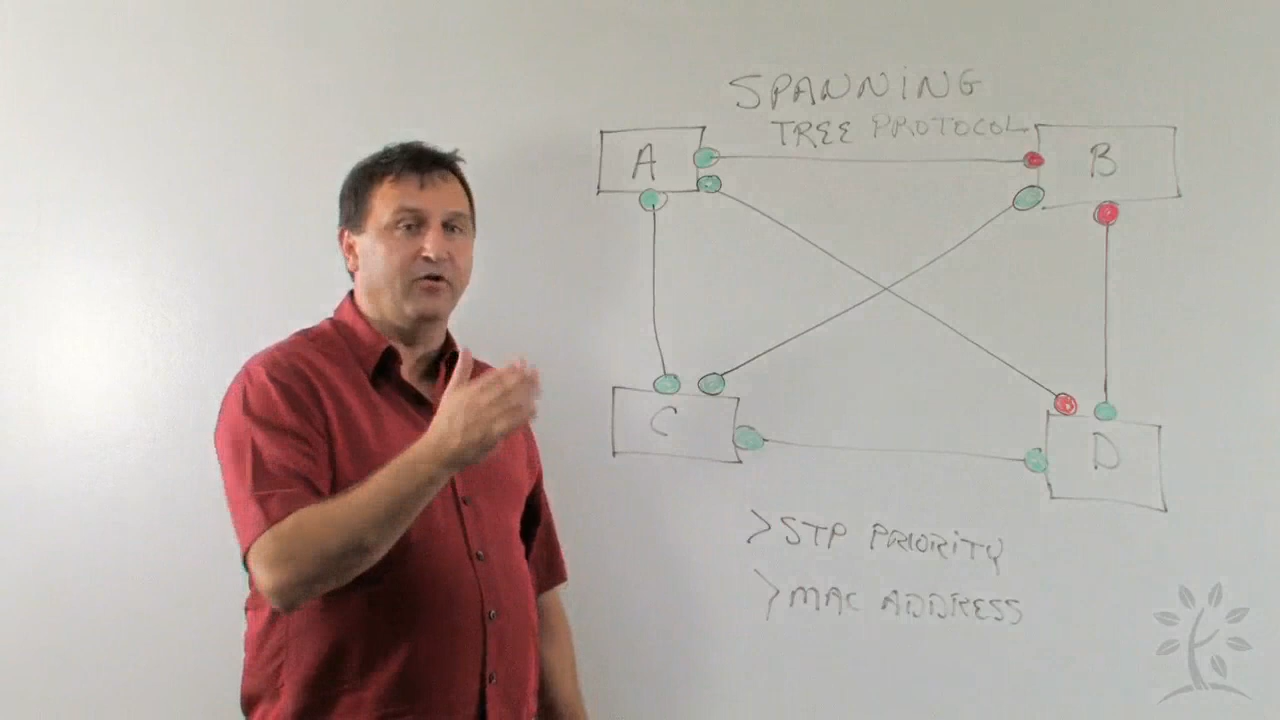 SPANNING
TREE PROTOCOL
A
B
C
D
>STP PRIORITY
>MAC ADDRESS